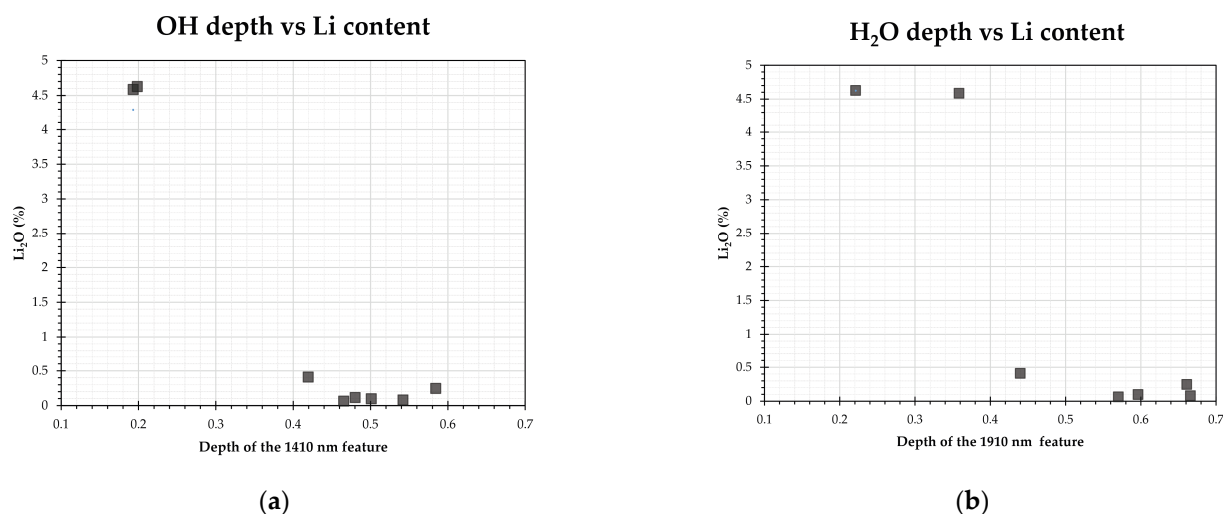 OH depth vs Li content
5
4.5
4
3.5
3
2.5
2
1.5
1
0.5
0
Li₂O (%)
0.1 0.2 0.3 0.4 0.5 0.6 0.7
Depth of the 1410 nm feature
(a)
H₂O depth vs Li content
5
4.5
4
3.5
3
2.5
2
1.5
1
0.5
0
Li₂O (%)
0.1 0.2 0.3 0.4 0.5 0.6 0.7
Depth of the 1910 nm feature
(b)